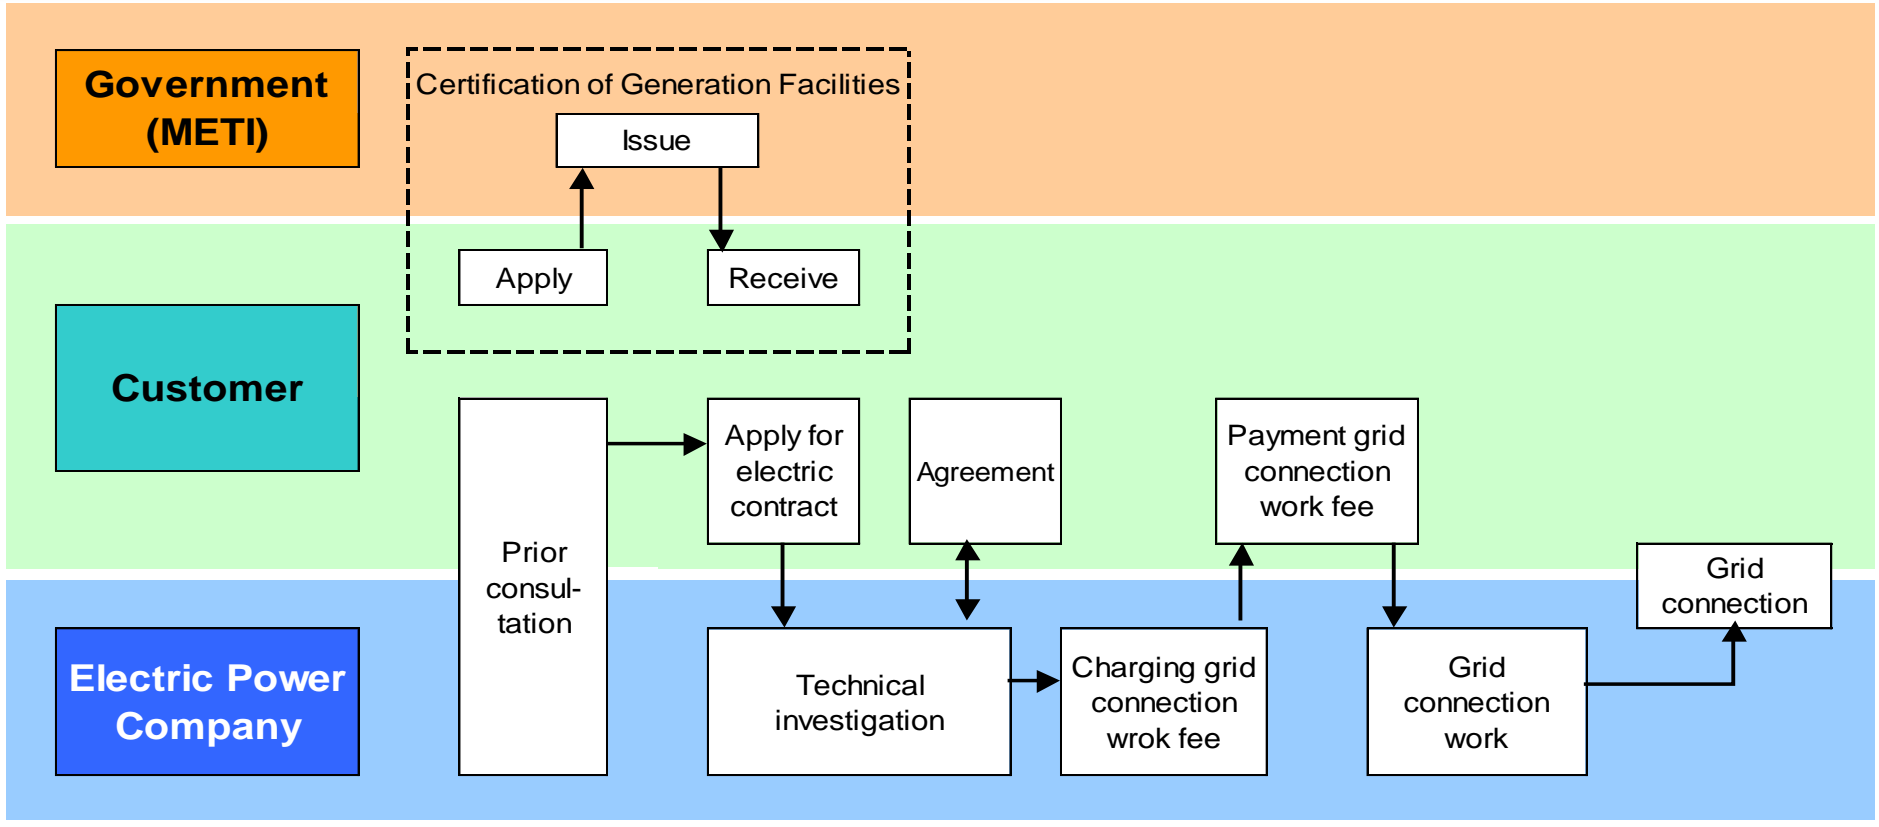 Government
(METI)
Certification of Generation Facilities
Issue
Apply
Receive
Customer
Prior
consul-
tation
Apply for
electric
contract
Agreement
Payment grid
connection
work fee
Grid
connection
Electric Power
Company
Technical
investigation
Charging grid
connection
wrok fee
Grid
connection
work